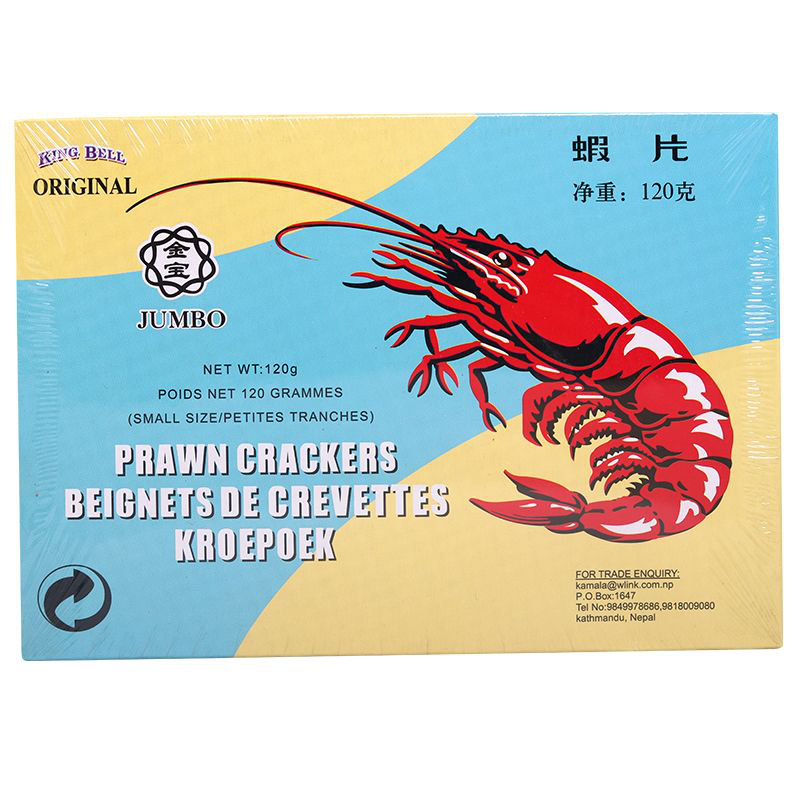 KING BELL
ORIGINAL
金宝
JUMBO
蝦 片
净重：120克
NET WT:120g
POIDS NET 120 GRAMMES
(SMALL SIZE/PETITES TRANCHES)
PRAWN CRACKERS
BEIGNETS DE CREVETTES
KROEPOEK
FOR TRADE ENQUIRY:
kamala@wlink.com.np
P.O.Box:1647
Tel No:9849978686,9818009080
kathmandu, Nepal